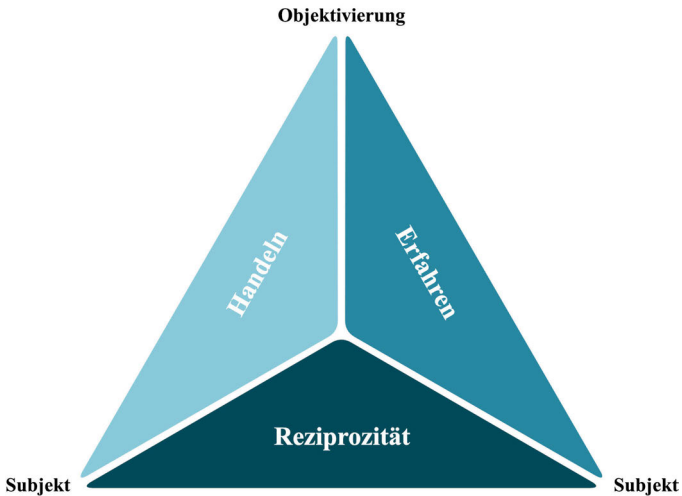 Objektivierung
Handeln
Erfahren
Reziprozität
Subjekt
Subjekt